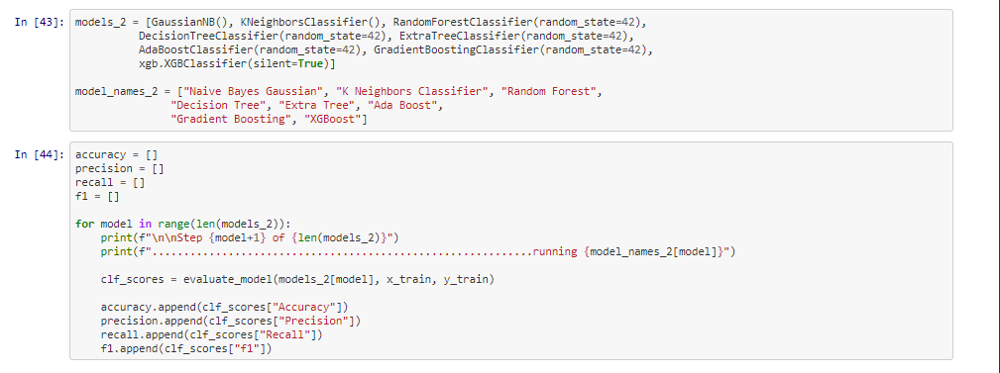 In [43]: models_2 = [GaussianNB(), KNeighborsClassifier(), RandomForestClassifier(random_state=42),
DecisionTreeClassifier(random_state=42), ExtraTreeClassifier(random_state=42),
AdaBoostClassifier(random_state=42), GradientBoostingClassifier(random_state=42),
xgb.XGBClassifier(silent=True)]
model_names_2 = ["Naive Bayes Gaussian", "K Neighbors Classifier", "Random Forest",
"Decision Tree", "Extra Tree", "Ada Boost",
"Gradient Boosting", "XGBoost"]
In [44]: accuracy = []
precision = []
recall = []
f1 = []
for model in range(len(models_2)):
print(f"\n\nStep {model+1} of {len(models_2)}")
print(f"............................................................running {model_names_2[model]}")
clf_scores = evaluate_model(models_2[model], x_train, y_train)
accuracy.append(clf_scores["Accuracy"])
precision.append(clf_scores["Precision"])
recall.append(clf_scores["Recall"])
f1.append(clf_scores["f1"])